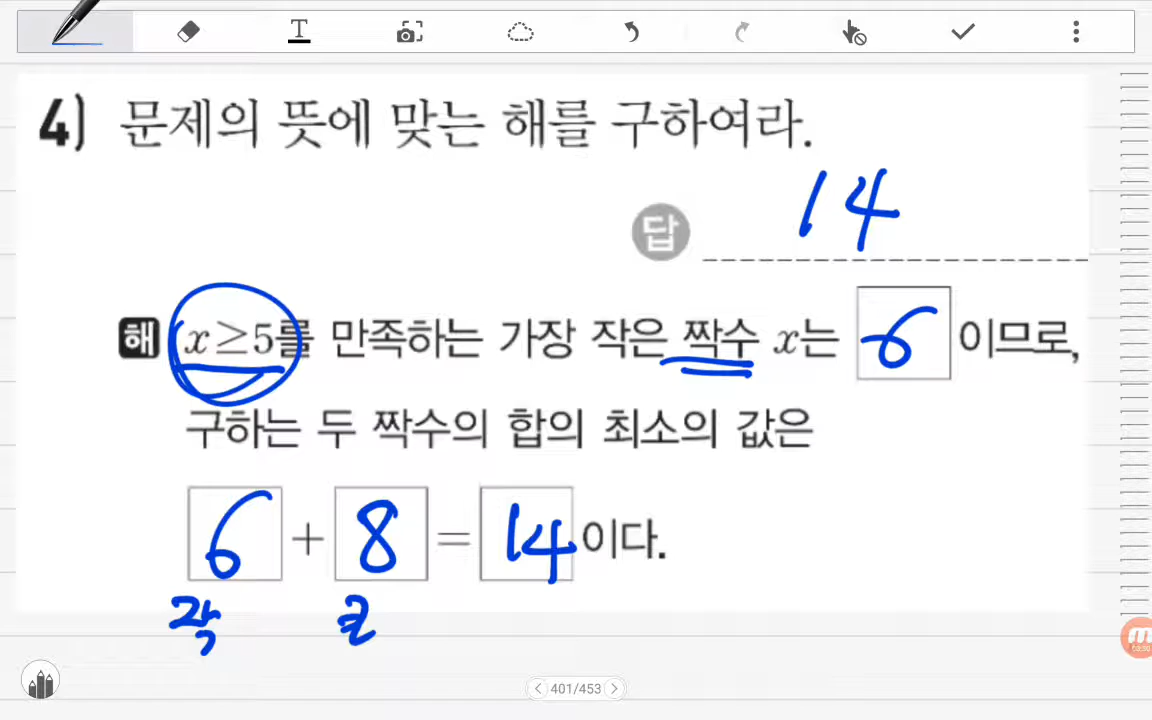 T
4) 문제의 뜻에 맞는 해를 구하여라.
답 14
해 x≥5를 만족하는 가장 작은 짝수 x는 6 이므로,
구하는 두 짝수의 합의 최소의 값은
6 + 8 = 14 이다.
작 큰
401/453